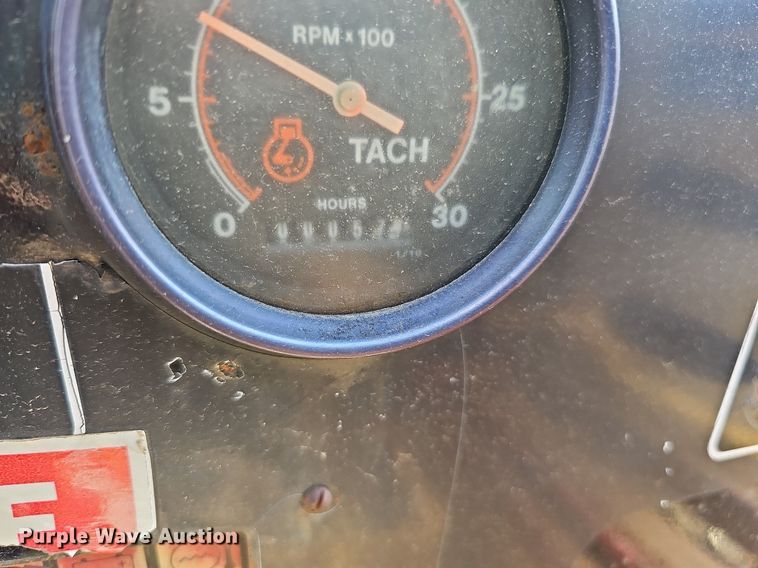 RPM x 100
5
25
TACH
HOURS
0
30
1/10
Purple Wave Auction